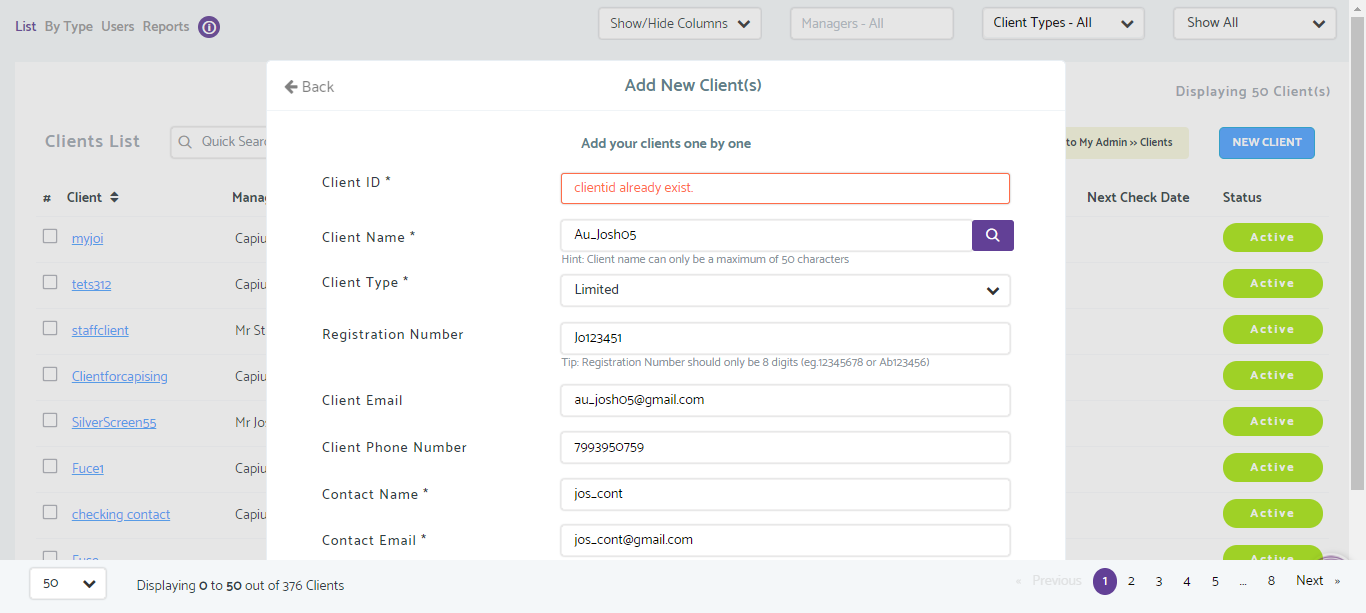 List By Type Users Reports
Show/Hide Columns
Managers - All
Client Types - All
Show All
Back
Add New Client(s)
Displaying 50 Client(s)
Clients List
Quick Sear
Add your clients one by one
to My Admin >> Clients
NEW CLIENT
# Client
Mana
Next Check Date
Status
Client ID *
clientid already exist.
myjoi
Capiu
Active
Client Name *
Au_Josh05
Hint: Client name can only be a maximum of 50 characters
tets312
Capiu
Active
Client Type *
Limited
staffclient
Mr St
Active
Registration Number
Jo123451
Tip: Registration Number should only be 8 digits (eg.12345678 or Ab123456)
Clientforcapising
Capiu
Active
Client Email
au_josh05@gmail.com
SilverScreen55
Mr Jo
Active
Client Phone Number
7993950759
Fuce1
Capiu
Active
Contact Name *
jos_cont
checking contact
Capiu
Active
Contact Email *
jos_cont@gmail.com
Active
50
Displaying 0 to 50 out of 376 Clients
« Previous 1 2 3 4 5 ... 8 Next »